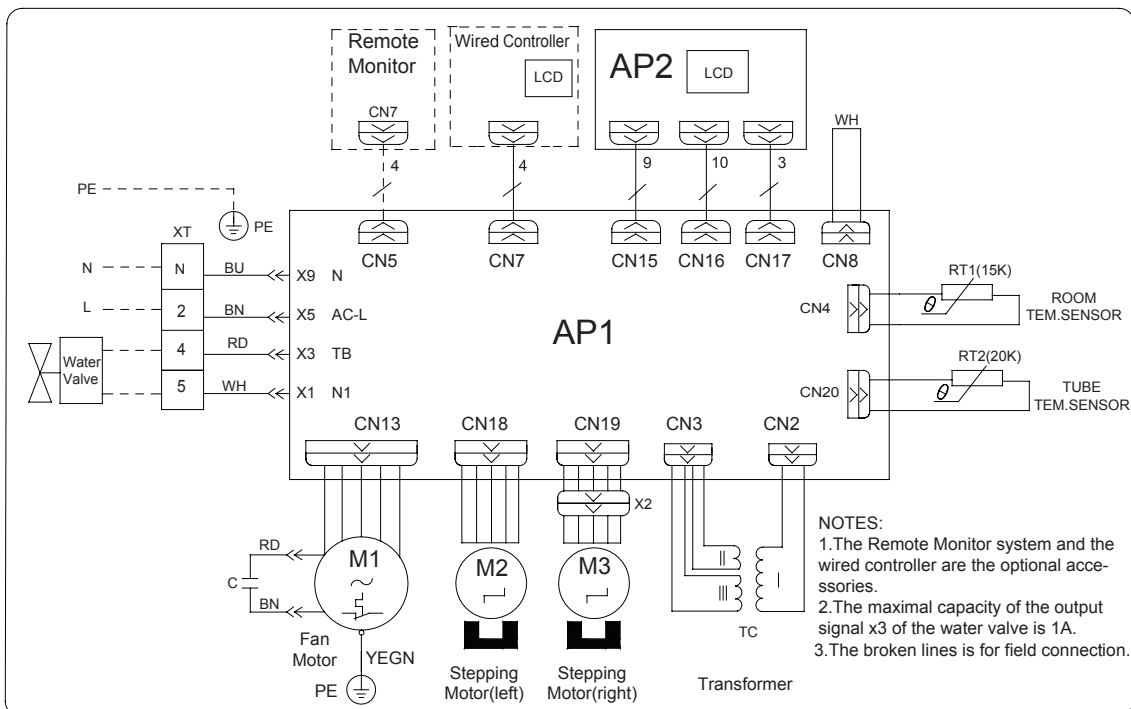 Remote
Monitor
CN7
Wired Controller
LCD
AP2
LCD
WH
4
4
9
10
3
PE
PE
XT
CN5
CN7
CN15
CN16
CN17
CN8
N
N
BU
X9
N
L
2
BN
X5
AC-L
4
RD
X3
TB
Water
Valve
5
WH
X1
N1
AP1
CN4
RT1(15K)
θ
ROOM
TEM.SENSOR
CN20
RT2(20K)
θ
TUBE
TEM.SENSOR
CN13
CN18
CN19
CN3
CN2
X2
RD
C
BN
M1
M2
M3
TC
Fan
Motor
YEGN
PE
Stepping
Motor(left)
Stepping
Motor(right)
Transformer
NOTES:
1.The Remote Monitor system and the
wired controller are the optional acce-
ssories.
2.The maximal capacity of the output
signal x3 of the water valve is 1A.
3.The broken lines is for field connection.